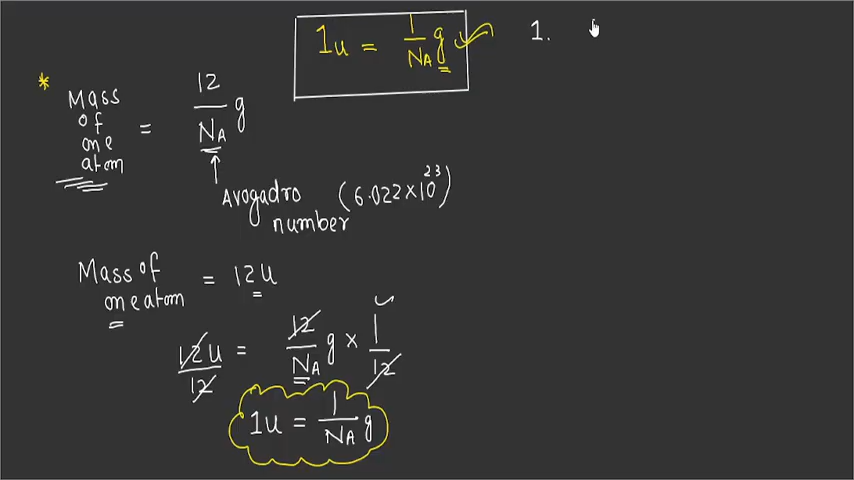 1u = 1/NA g
1.
* Mass of one atom = 12/NA g
Avogadro number (6.022×10^23)
Mass of one atom = 12u
12u/12 = 12/NA g × 1/12
1u = 1/NA g